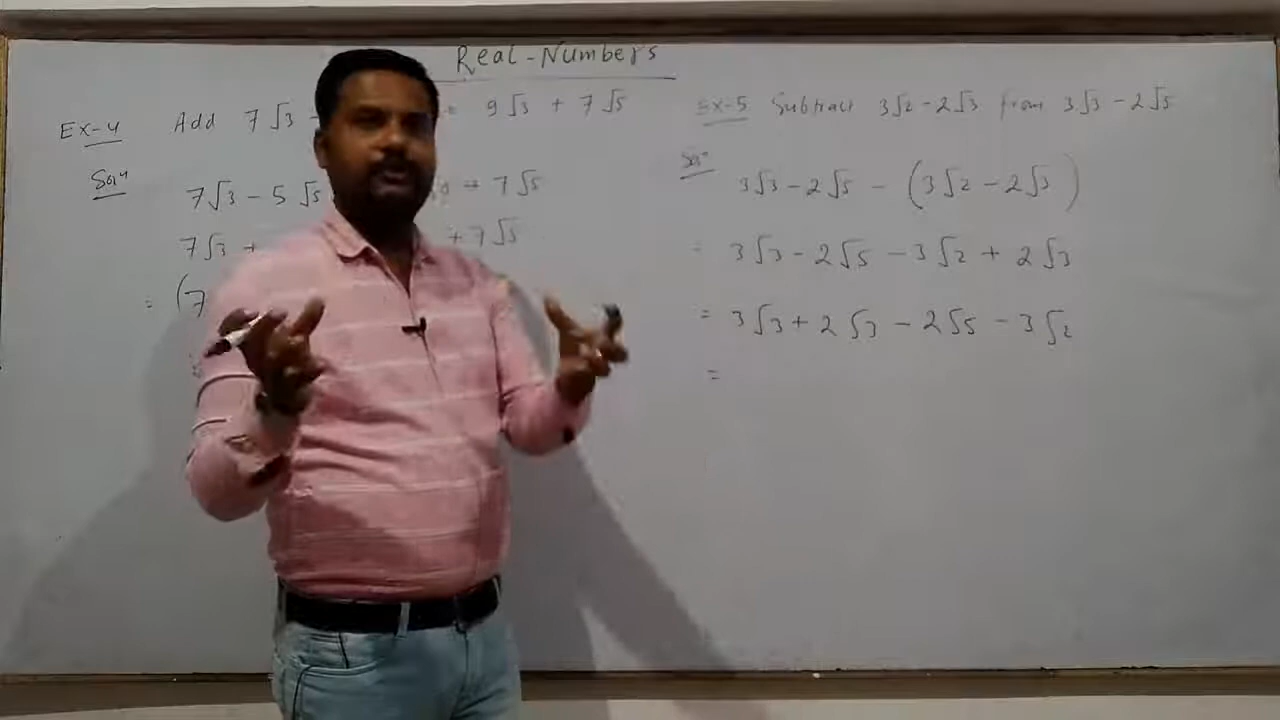 Real-Numbers
Ex-4 Add 7√3 - 9√3 + 7√5
Solⁿ
7√3 - 5√5 + 7√5
7√3 + + 7√5
= (7
Ex-5 Subtract 3√2 - 2√3 from 3√3 - 2√5
Solⁿ
3√3 - 2√5 - (3√2 - 2√3)
= 3√3 - 2√5 - 3√2 + 2√3
= 3√3 + 2√3 - 2√5 - 3√2
=